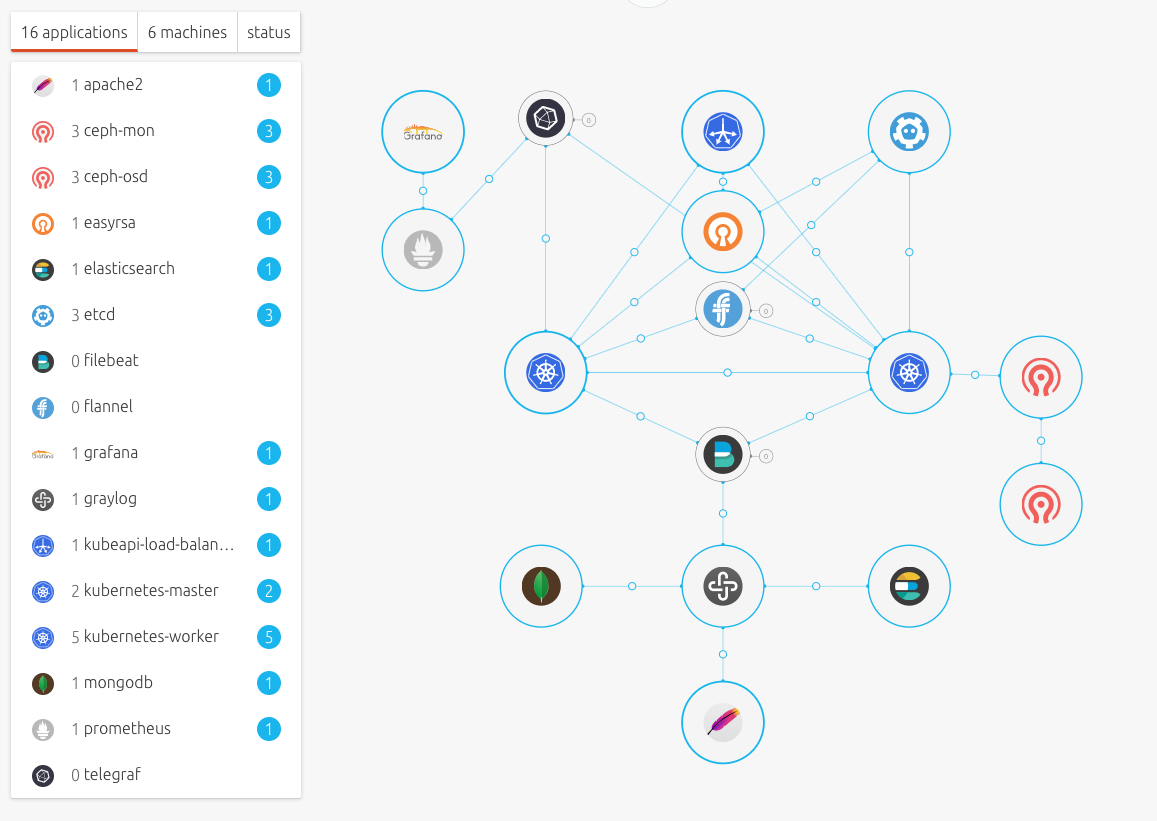 16 applications
6 machines
status
1 apache2
1
3 ceph-mon
3
3 ceph-osd
3
1 easyrsa
1
1 elasticsearch
1
3 etcd
3
0 filebeat
0 flannel
1 grafana
1
1 graylog
1
1 kubeapi-load-balan...
1
2 kubernetes-master
2
5 kubernetes-worker
5
1 mongodb
1
1 prometheus
1
0 telegraf
Grafana
0
0
0
Grafana